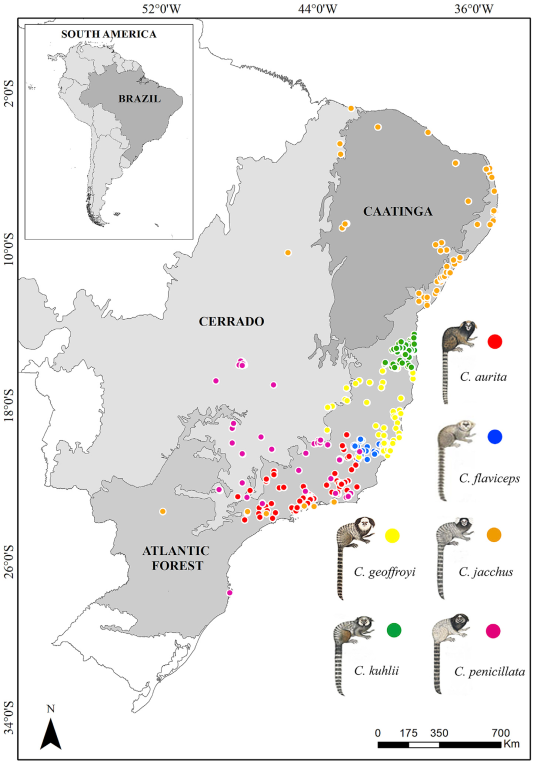 52°0'W 44°0'W 36°0'W
SOUTH AMERICA
BRAZIL
2°0'S
CAATINGA
10°0'S
CERRADO
C. aurita
18°0'S
C. flaviceps
ATLANTIC
FOREST
26°0'S
C. geoffroyi C. jacchus
C. kuhlii C. penicillata
34°0'S
N
0 175 350 700
Km